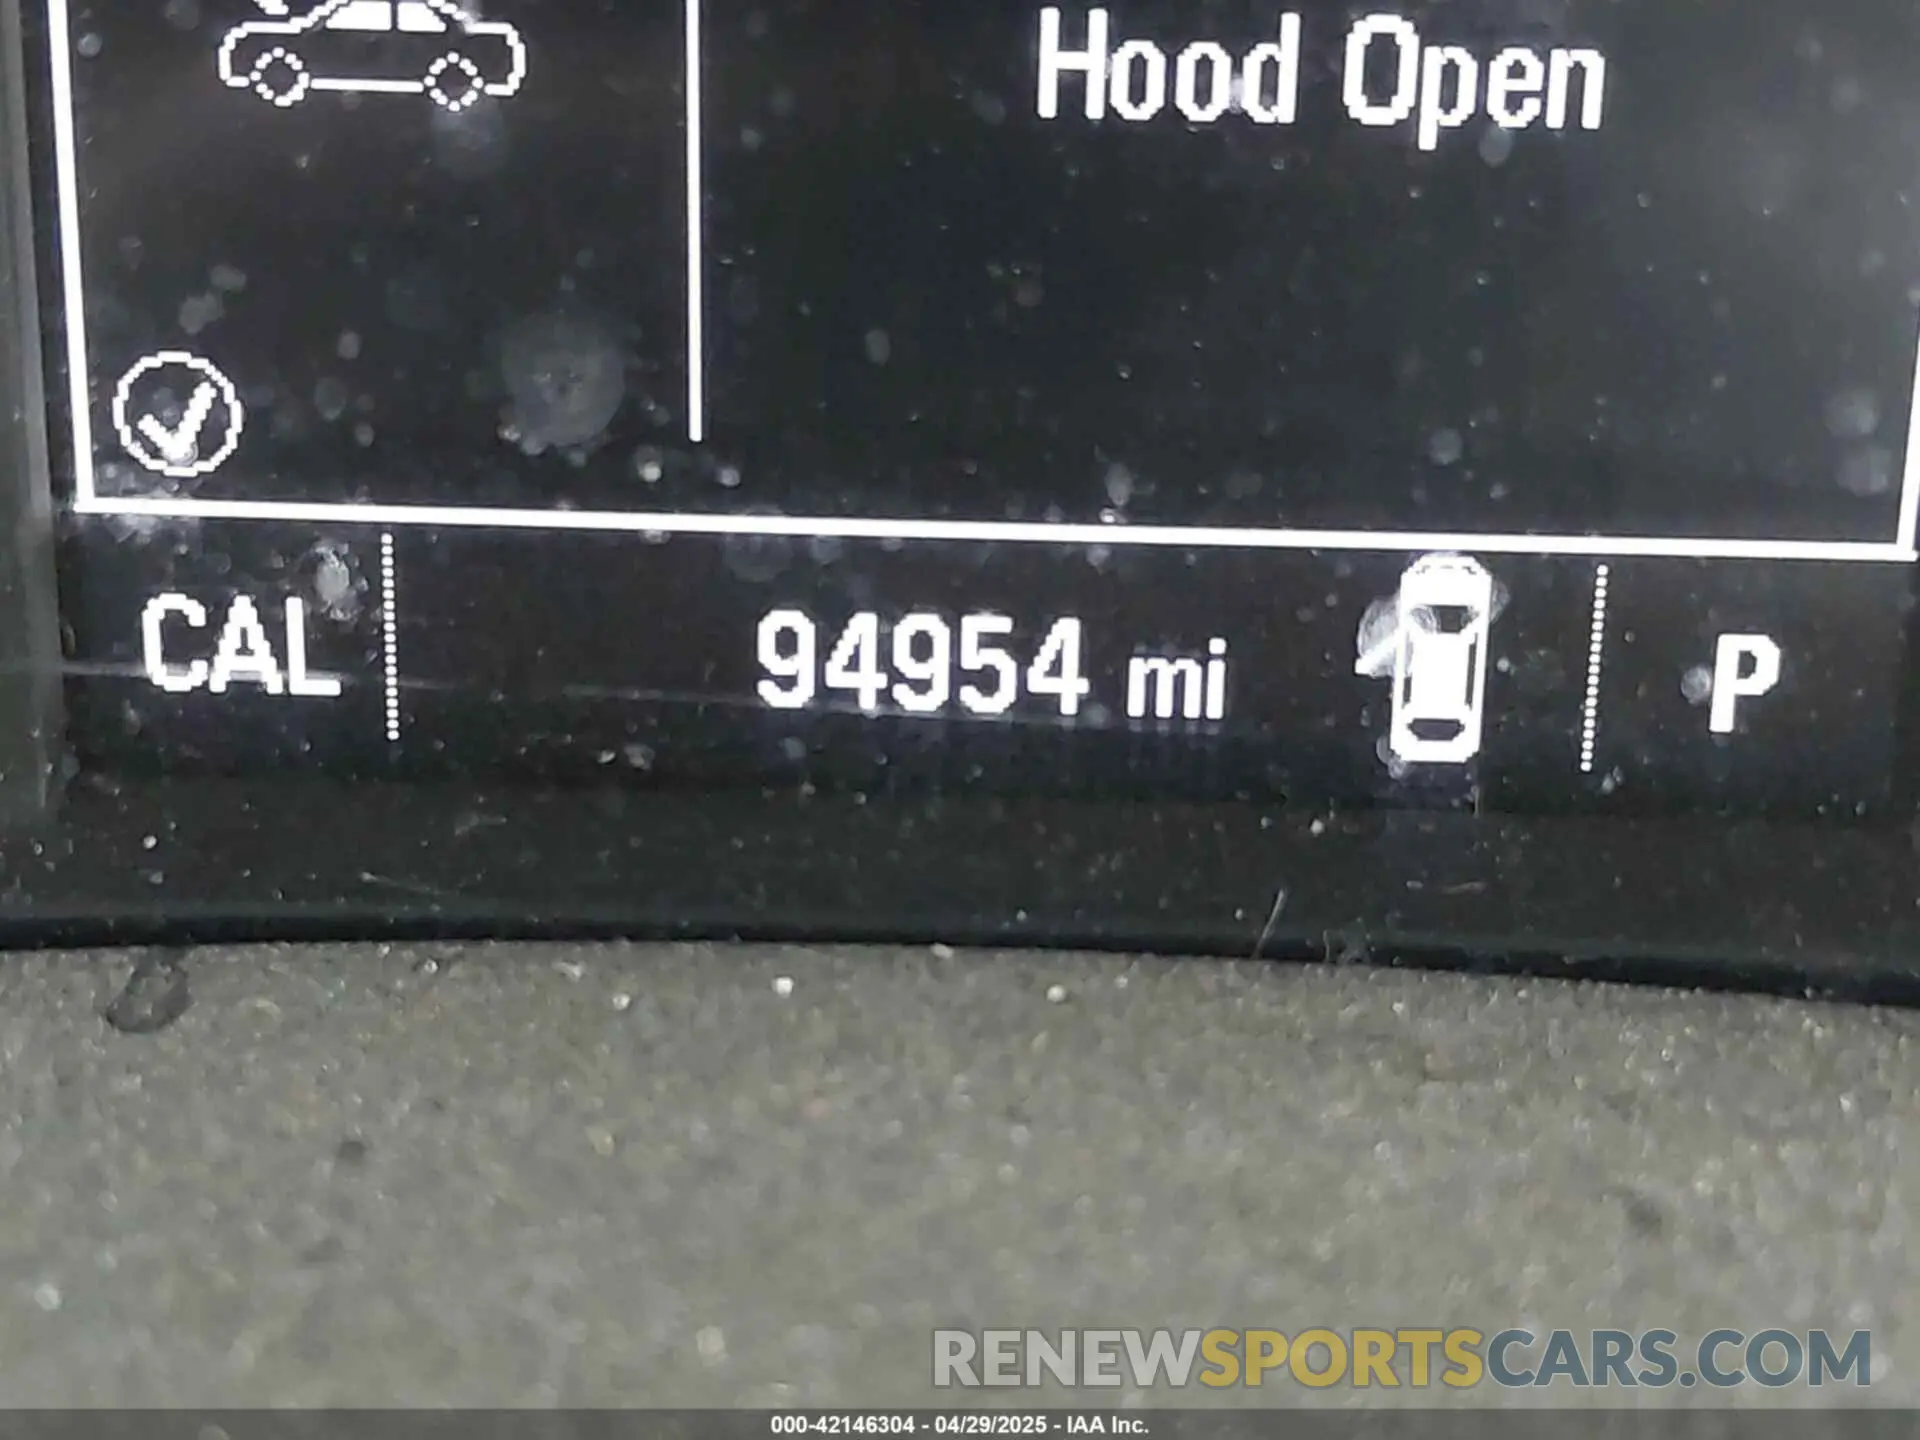 Hood Open
CAL 94954 mi P
RENEWSPORTSCARS.COM
000-42146304 - 04/29/2025 - IAA Inc.